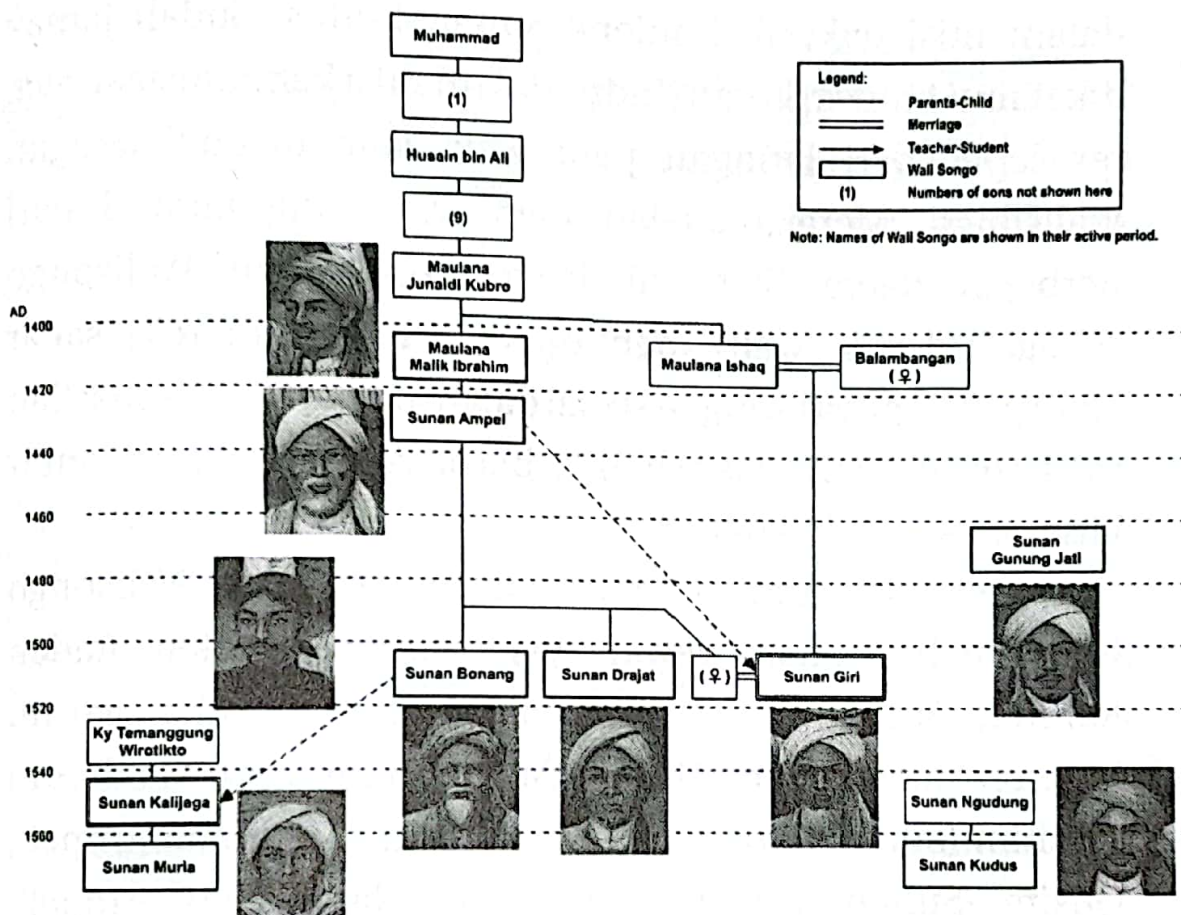 Muhammad
(1)
Husain bin Ali
(9)
Maulana
Junaidi Kubro
Legend:
Parents-Child
Merriage
Teacher-Student
Wali Songo
(1) Numbers of sons not shown here
Note: Names of Wali Songo are shown in their active period.
AD
1400
Maulana
Malik Ibrahim
Maulana Ishaq
Balambangan
(♀)
1420
Sunan Ampel
1440
1460
Sunan
Gunung Jati
1480
1500
Sunan Bonang
Sunan Drajat
(♀)
Sunan Giri
1520
Ky Temanggung
Wirotikto
1540
Sunan Kalijaga
Sunan Ngudung
1560
Sunan Muria
Sunan Kudus